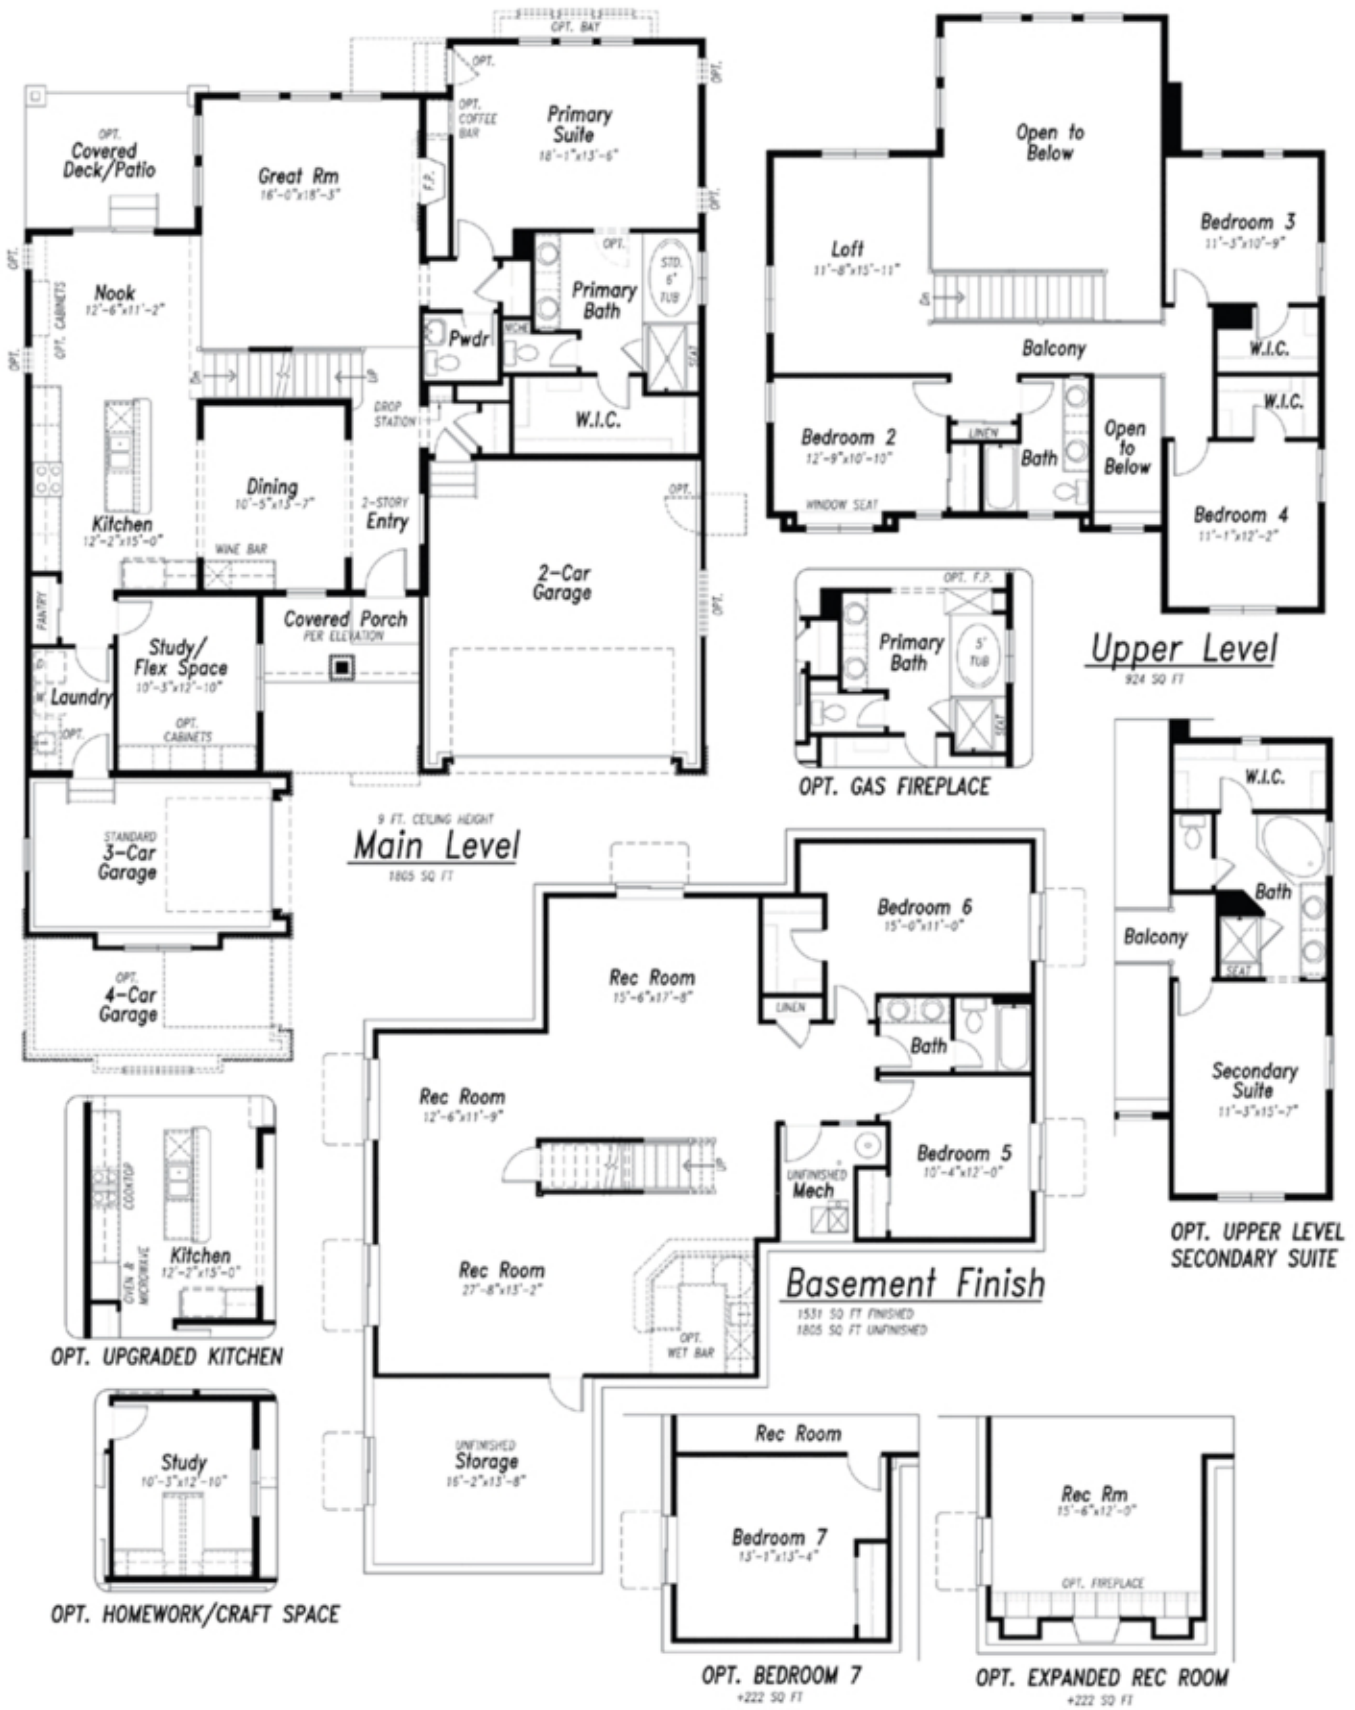 OPT. BAY
OPT.
OPT.
COFFEE
BAR
Primary
Suite
18'-1"x13'-6"
OPT.
OPT.
OPT.
Covered
Deck/Patio
Great Rm
16'-0"x18'-3"
F.P.
OPT.
OPT.
Nook
12'-6"x11'-2"
OPT. CABINETS
OPT.
Primary
Bath
STD.
6'
TUB
NICHE
Pwdr
SEAT
Dn
UP
DROP
STATION
W.I.C.
Dining
10'-5"x13'-7"
2-STORY
Entry
Kitchen
12'-2"x15'-0"
WINE BAR
OPT.
2-Car
Garage
OPT.
PANTRY
Covered Porch
PER ELEVATION
Study/
Flex Space
10'-3"x12'-10"
Laundry
OPT.
OPT.
CABINETS
STANDARD
3-Car
Garage
OPT.
4-Car
Garage
9 FT. CEILING HEIGHT
Main Level
1805 SQ FT
Open to
Below
Loft
11'-8"x15'-11"
Bedroom 3
11'-3"x10'-9"
Dn
Balcony
W.I.C.
W.I.C.
Bedroom 2
12'-9"x10'-10"
WINDOW SEAT
LINEN
Bath
Open
to
Below
Bedroom 4
11'-1"x12'-2"
Upper Level
924 SQ FT
OPT. F.P.
Primary
Bath
5'
TUB
SEAT
OPT. GAS FIREPLACE
W.I.C.
Bath
Balcony
SEAT
Secondary
Suite
11'-3"x15'-7"
OPT. UPPER LEVEL
SECONDARY SUITE
Bedroom 6
15'-0"x11'-0"
Rec Room
15'-6"x17'-8"
LINEN
Bath
Rec Room
12'-6"x11'-9"
UP
UNFINISHED
Mech
Bedroom 5
10'-4"x12'-0"
Rec Room
27'-8"x13'-2"
OPT.
WET BAR
Basement Finish
1531 SQ FT FINISHED
1805 SQ FT UNFINISHED
UNFINISHED
Storage
16'-2"x13'-8"
COOKTOP
OVEN &
MICROWAVE
Kitchen
12'-2"x15'-0"
OPT. UPGRADED KITCHEN
Study
10'-3"x12'-10"
OPT. HOMEWORK/CRAFT SPACE
Rec Room
Bedroom 7
13'-1"x13'-4"
OPT. BEDROOM 7
+222 SQ FT
Rec Rm
15'-6"x12'-0"
OPT. FIREPLACE
OPT. EXPANDED REC ROOM
+222 SQ FT